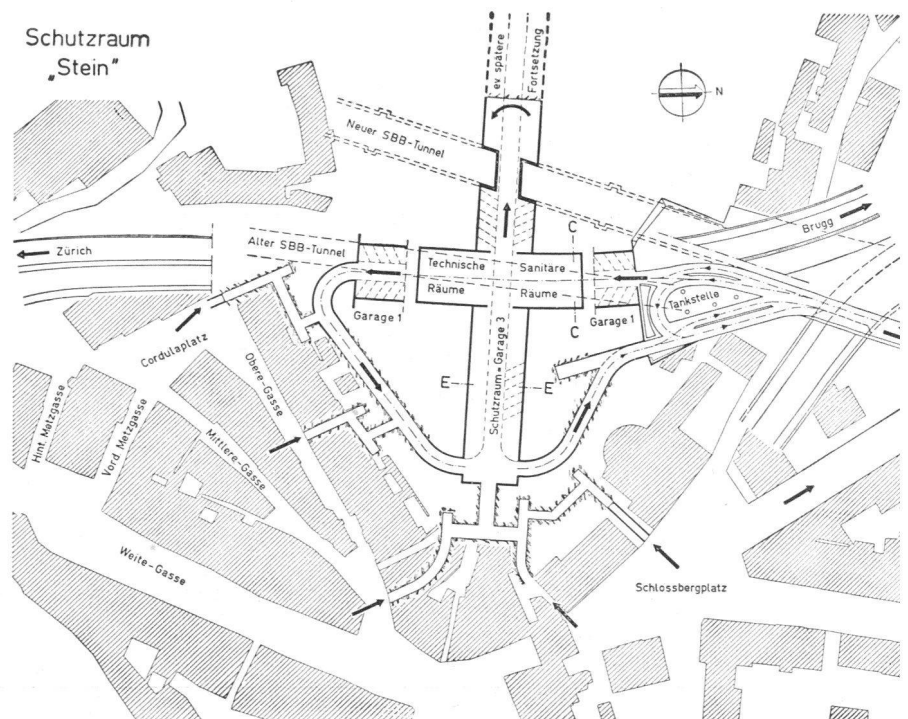 Schutzraum
„Stein"
ev spätere
Fortsetzung
N
Neuer SBB-Tunnel
Brugg
Zürich
Alter SBB-Tunnel
C
Technische
Räume
Sanitare
Räume
Tankstelle
Garage 1
C
Garage 1
Cordulaplatz
Schutzraum=Garage 3
E
E
Obere-Gasse
Hint. Metzgasse
Vord. Metzgasse
Mittlere-Gasse
Weite-Gasse
Schlossbergplatz